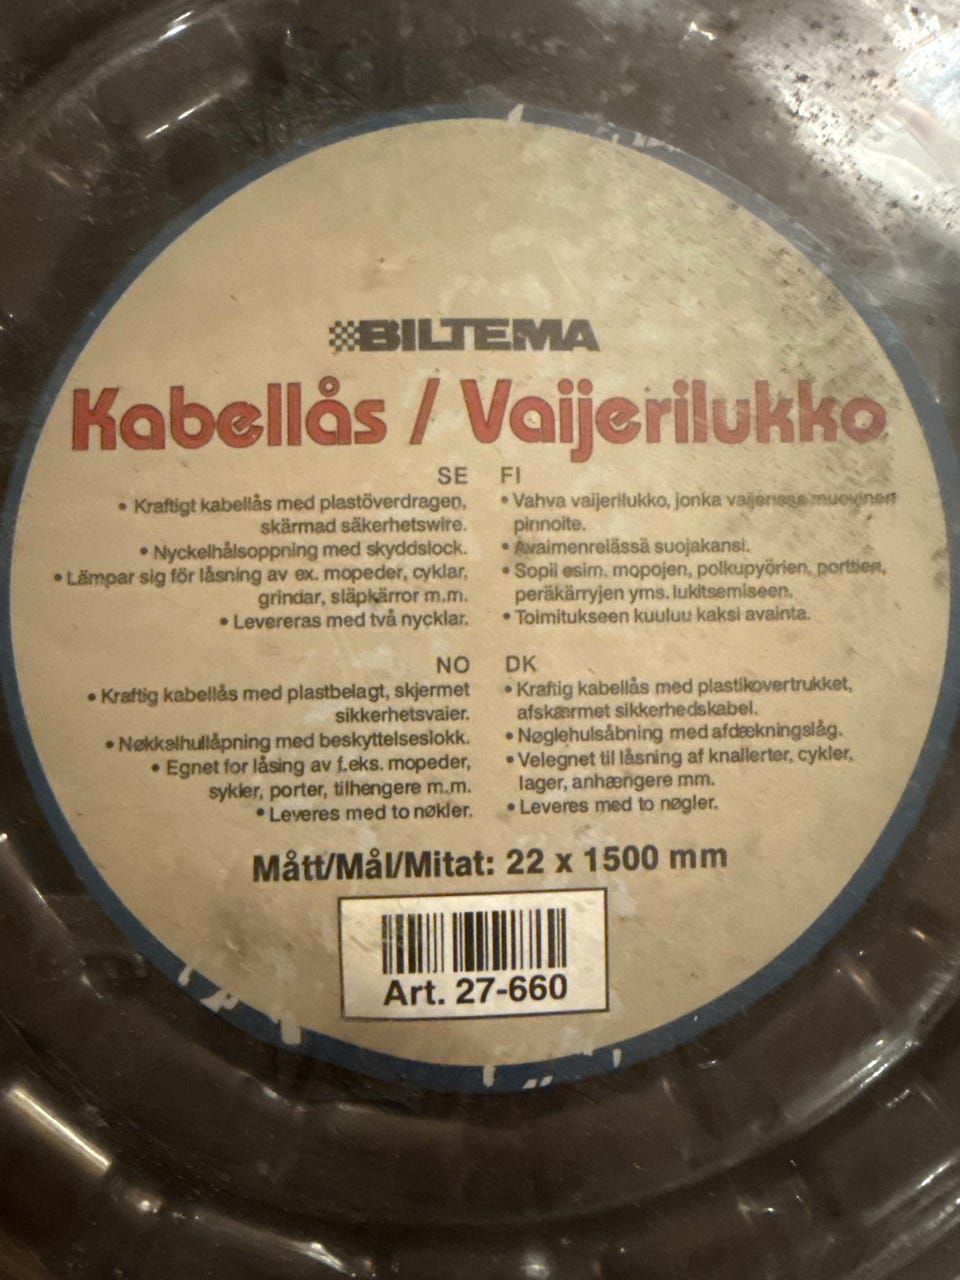 BILTEMA
Kabellås / Vaijerilukko
SE
• Kraftigt kabellås med plastöverdragen,
skärmad säkerhetswire.
• Nyckelhålsoppning med skyddslock.
• Lämpar sig för låsning av ex. mopeder, cyklar,
grindar, släpkärror m.m.
• Levereras med två nycklar.
FI
• Vahva vaijerilukko, jonka vaijerissa muovinen
pinnoite.
• Avaimenreiässä suojakansi.
• Sopii esim. mopojen, polkupyörien, porttien,
peräkärryjen yms. lukitsemiseen.
• Toimitukseen kuuluu kaksi avainta.
NO
• Kraftig kabellås med plastbelagt, skjermet
sikkerhetsvaier.
• Nøkkelhullåpning med beskyttelseslokk.
• Egnet for låsing av f.eks. mopeder,
sykler, porter, tilhengere m.m.
• Leveres med to nøkler.
DK
• Kraftig kabellås med plastikovertrukket,
afskærmet sikkerhedskabel.
• Nøglehulsåbning med afdækningslåg.
• Velegnet til låsning af knallerter, cykler,
lager, anhængere mm.
• Leveres med to nøgler.
Mått/Mål/Mitat: 22 x 1500 mm
Art. 27-660